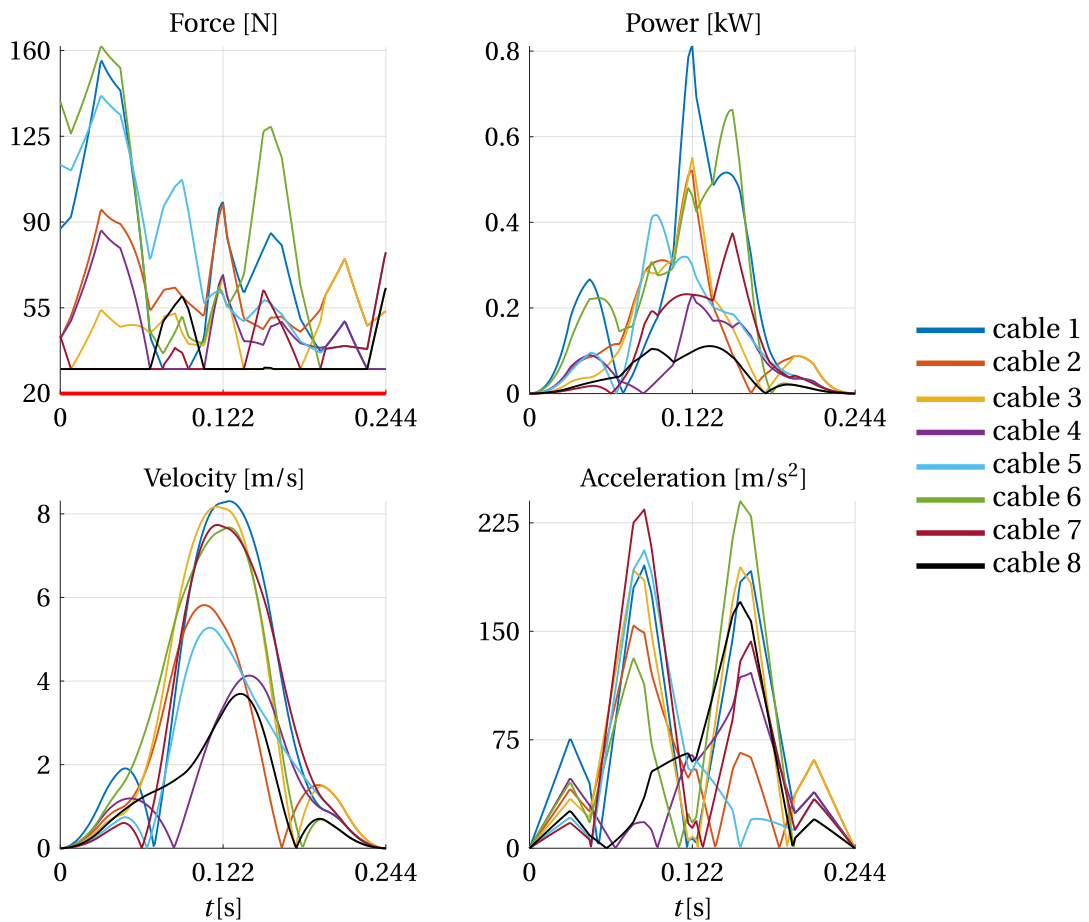 Force [N]
160
125
90
55
20
0
0.122
0.244
Power [kW]
0.8
0.6
0.4
0.2
0
0
0.122
0.244
Velocity [m/s]
8
6
4
2
0
0
0.122
0.244
t[s]
Acceleration [m/s²]
225
150
75
0
0
0.122
0.244
t[s]
cable 1
cable 2
cable 3
cable 4
cable 5
cable 6
cable 7
cable 8